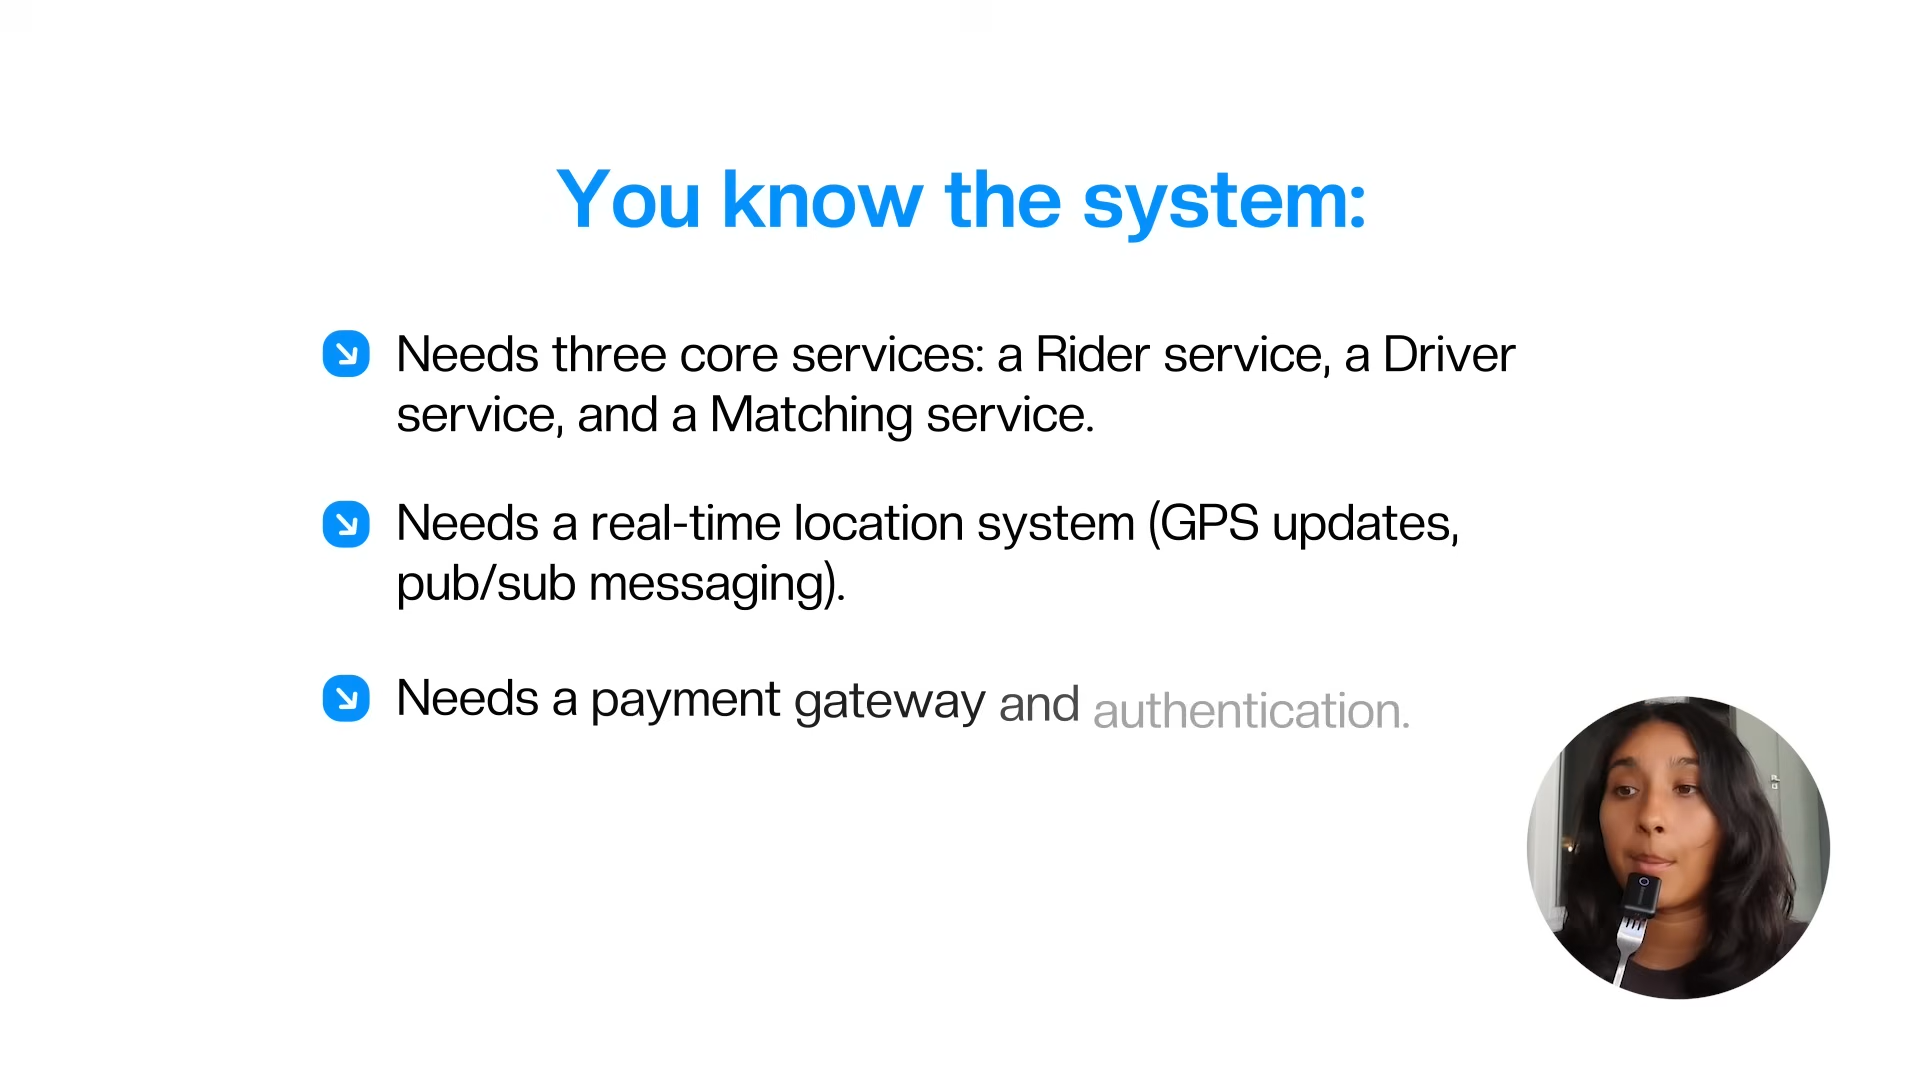 You know the system:
Needs three core services: a Rider service, a Driver
service, and a Matching service.
Needs a real-time location system (GPS updates,
pub/sub messaging).
Needs a payment gateway and authentication.